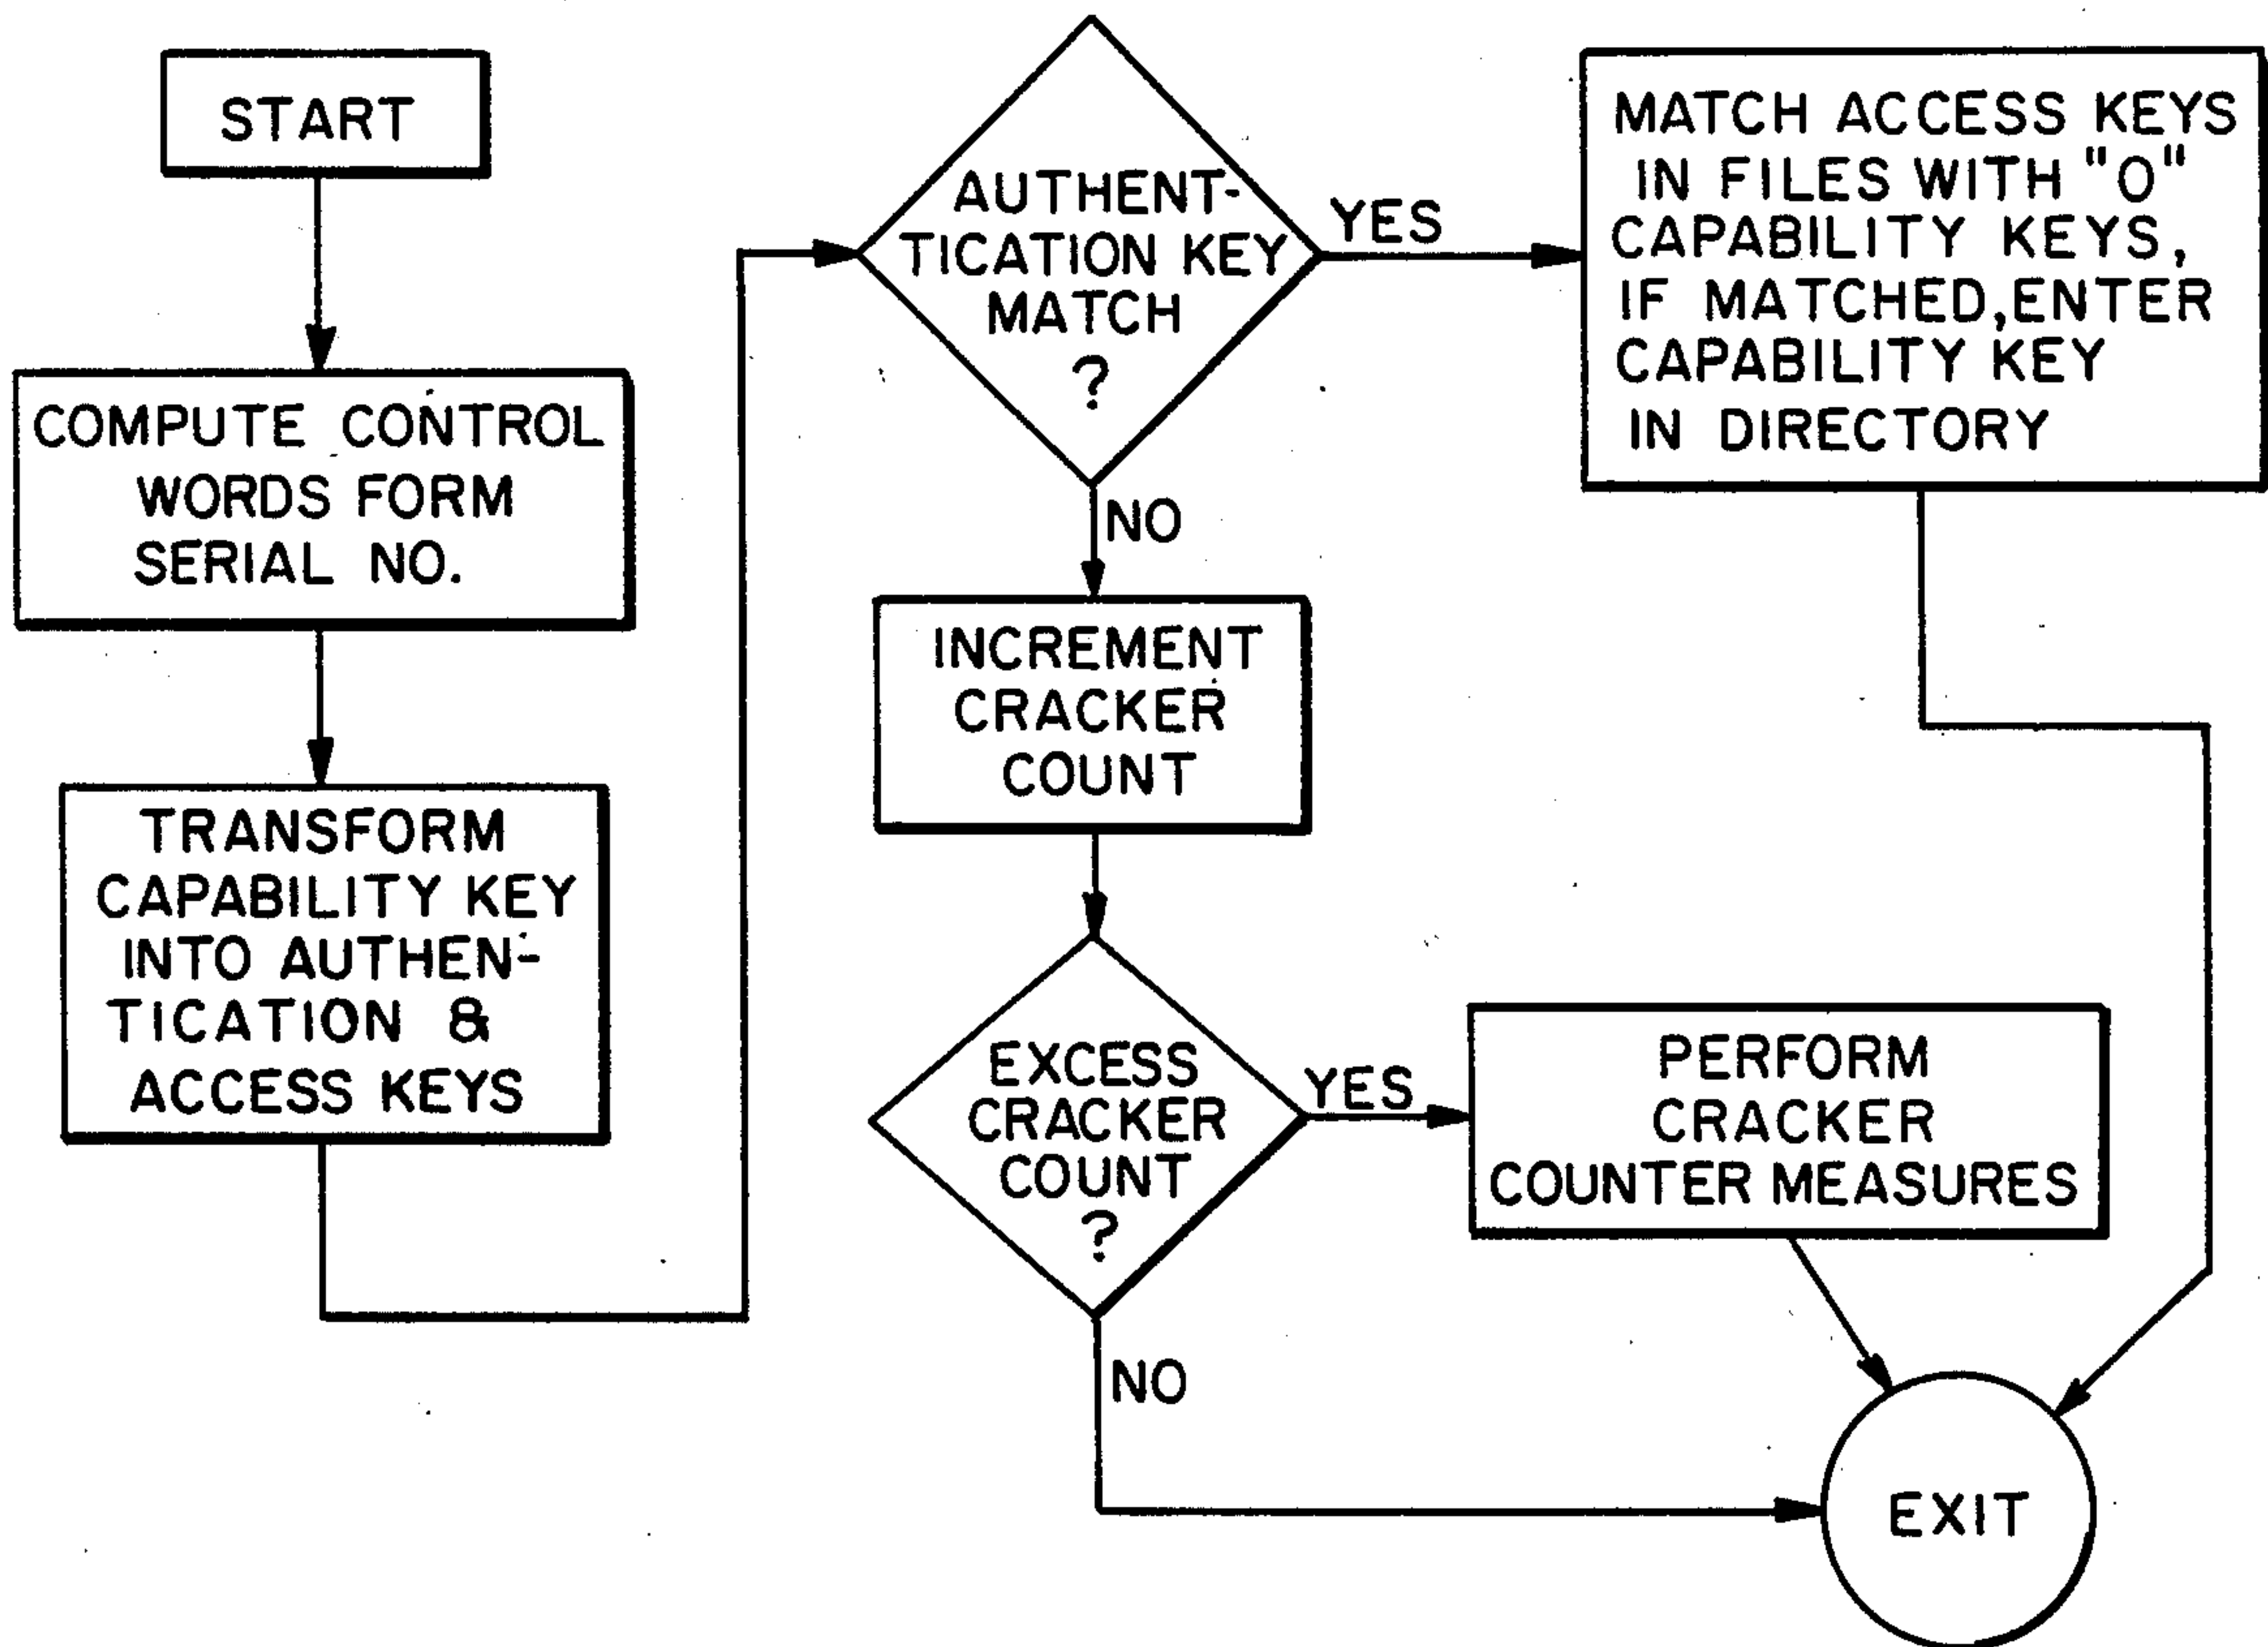 START
COMPUTE CONTROL
WORDS FORM
SERIAL NO.
TRANSFORM
CAPABILITY KEY
INTO AUTHEN-
TICATION &
ACCESS KEYS
AUTHENT-
TICATION KEY
MATCH
?
YES
NO
MATCH ACCESS KEYS
IN FILES WITH "O"
CAPABILITY KEYS,
IF MATCHED,ENTER
CAPABILITY KEY
IN DIRECTORY
INCREMENT
CRACKER
COUNT
EXCESS
CRACKER
COUNT
?
YES
NO
PERFORM
CRACKER
COUNTER MEASURES
EXIT